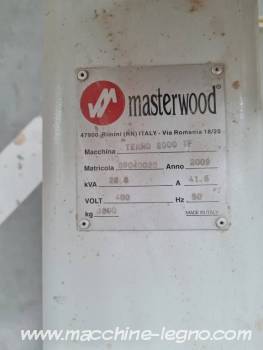 masterwood®
47900 Rimini (RN) ITALY - Via Romania 18/20
Macchina TEKNO 2000 TF
Matricola Anno 2009
kVA 28.8 A 41.6
VOLT 400 Hz 50
kg MADE IN ITALY
www.macchine-legno.com